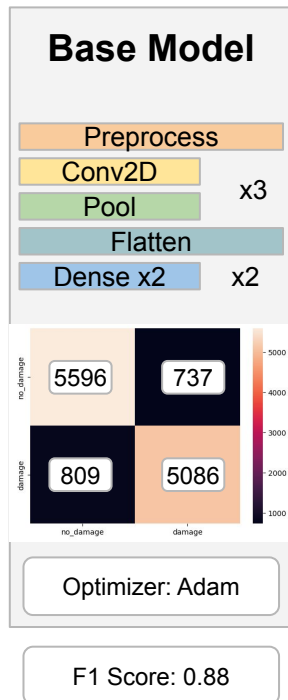 Base Model
Preprocess
Conv2D
x3
Pool
Flatten
Dense x2
x2
no_damage
5596
737
5000
4000
3000
2000
1000
damage
809
5086
no_damage
damage
Optimizer: Adam
F1 Score: 0.88